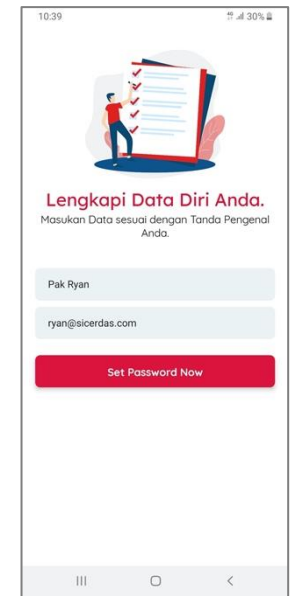 10:39
30%
Lengkapi Data Diri Anda.
Masukan Data sesuai dengan Tanda Pengenal
Anda.
Pak Ryan
ryan@sicerdas.com
Set Password Now